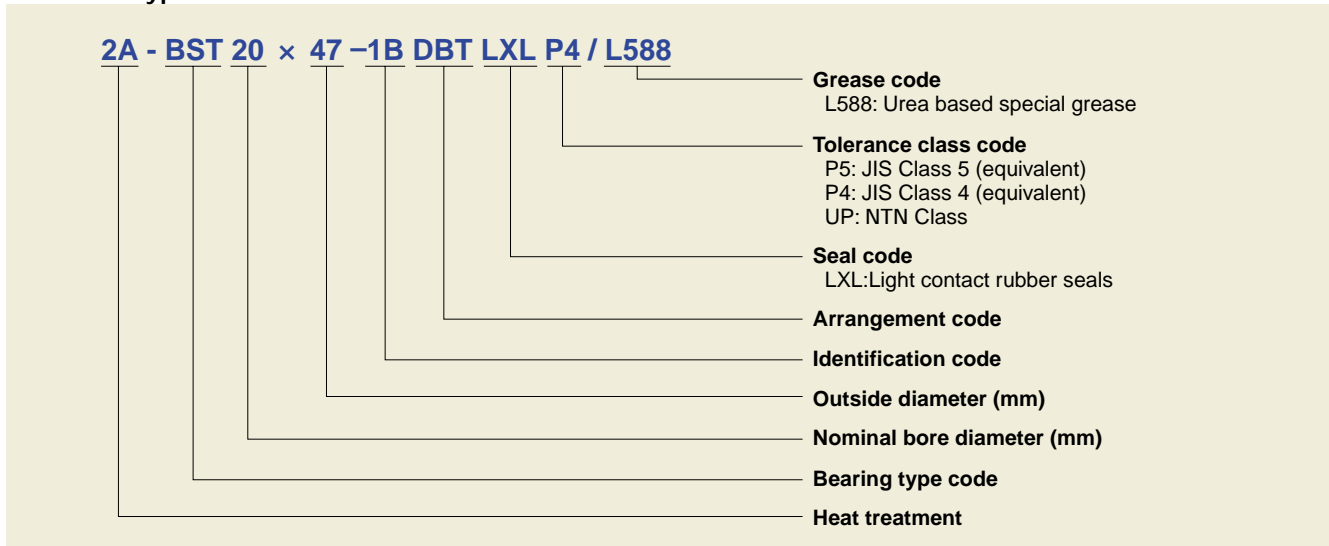 2A - BST 20 × 47 –1B DBT LXL P4 / L588
Grease code
L588: Urea based special grease
Tolerance class code
P5: JIS Class 5 (equivalent)
P4: JIS Class 4 (equivalent)
UP: NTN Class
Seal code
LXL:Light contact rubber seals
Arrangement code
Identification code
Outside diameter (mm)
Nominal bore diameter (mm)
Bearing type code
Heat treatment